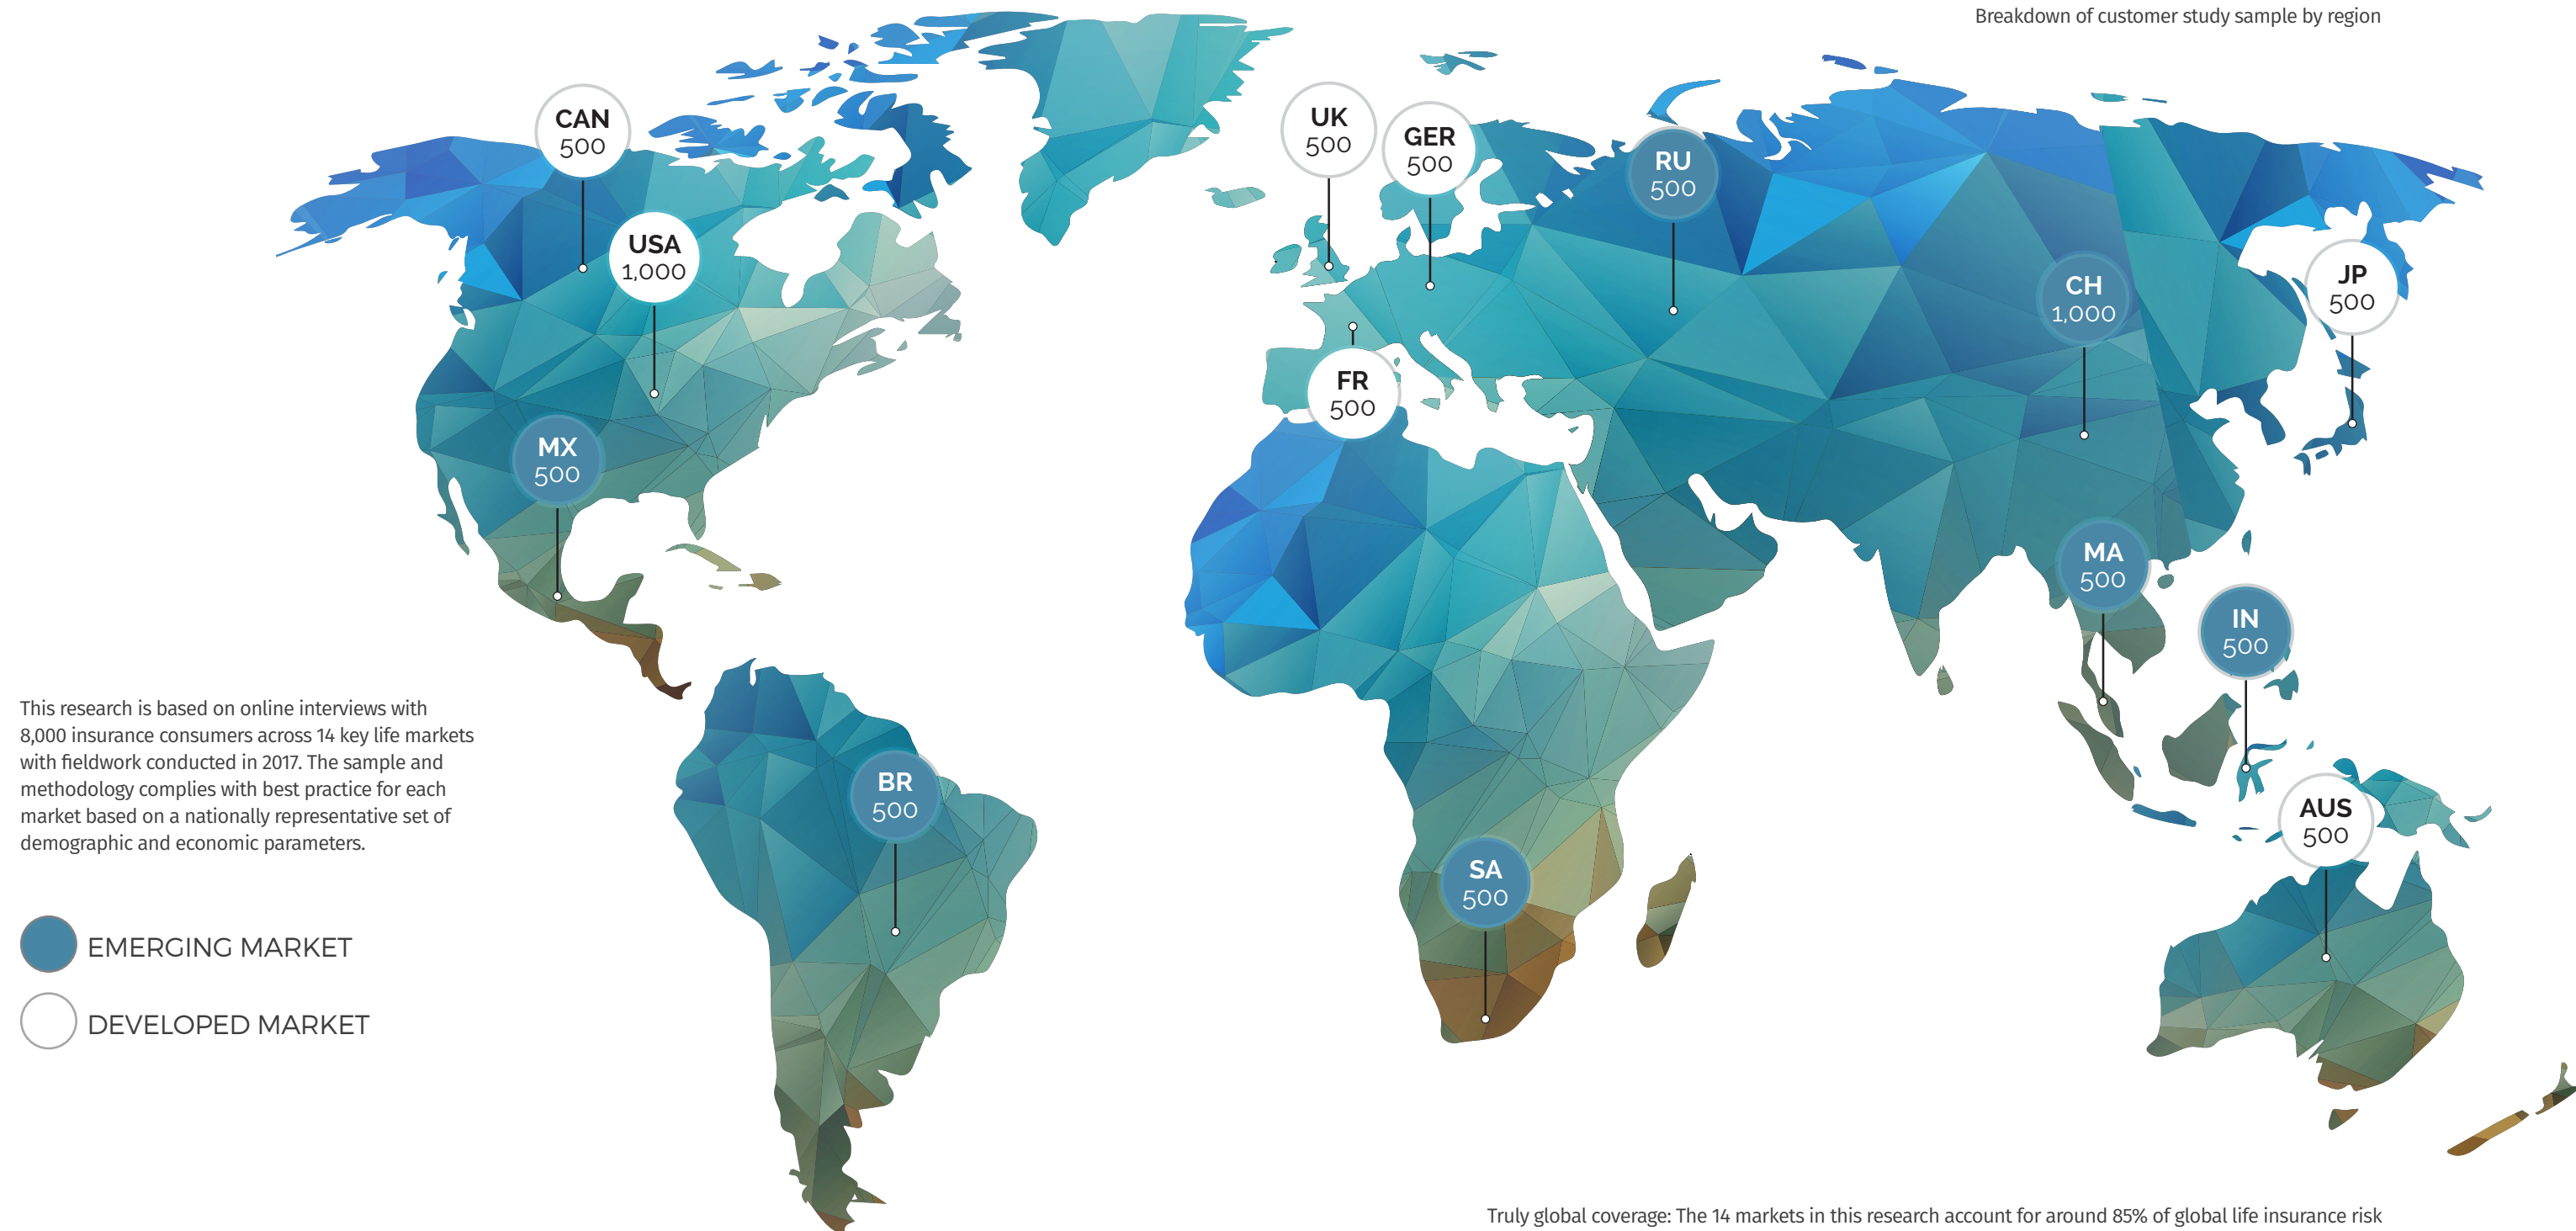 Breakdown of customer study sample by region
CAN
500
UK
500
GER
500
RU
500
USA
1,000
CH
1,000
JP
500
FR
500
MX
500
MA
500
IN
500
BR
500
AUS
500
SA
500
This research is based on online interviews with
8,000 insurance consumers across 14 key life markets
with fieldwork conducted in 2017. The sample and
methodology complies with best practice for each
market based on a nationally representative set of
demographic and economic parameters.
EMERGING MARKET
DEVELOPED MARKET
Truly global coverage: The 14 markets in this research account for around 85% of global life insurance risk